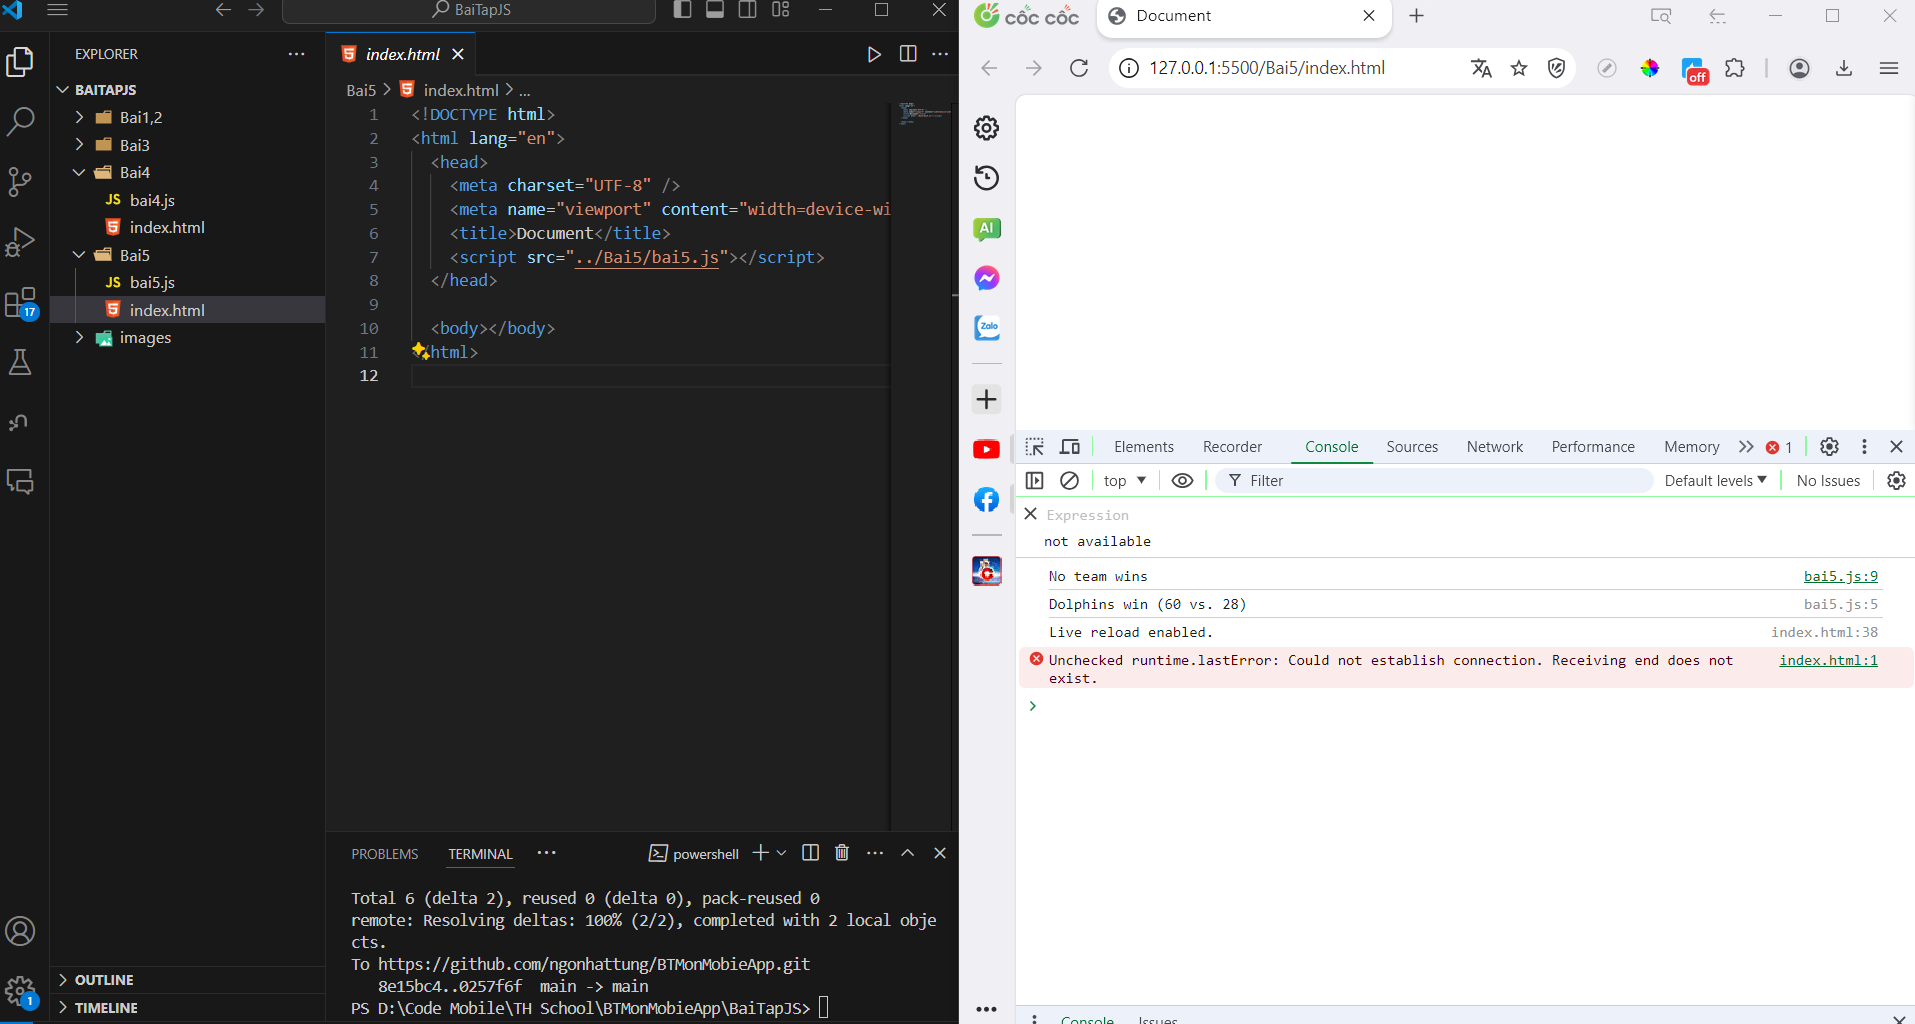 BaiTapJS
EXPLORER
BAITAPJS
Bai1,2
Bai3
Bai4
JS bai4.js
index.html
Bai5
JS bai5.js
index.html
images
17
OUTLINE
1
TIMELINE
index.html
Bai5 > index.html > ...
1 <!DOCTYPE html>
2 <html lang="en">
3 <head>
4 <meta charset="UTF-8" />
5 <meta name="viewport" content="width=device-wi
6 <title>Document</title>
7 <script src="../Bai5/bai5.js"></script>
8 </head>
9
10 <body></body>
11 </html>
12
PROBLEMS TERMINAL ... powershell
Total 6 (delta 2), reused 0 (delta 0), pack-reused 0
remote: Resolving deltas: 100% (2/2), completed with 2 local obje
cts.
To https://github.com/ngonhattung/BTMonMobieApp.git
8e15bc4..0257f6f main -> main
PS D:\Code Mobile\TH School\BTMonMobieApp\BaiTapJS>
cốc cốc
Document
127.0.0.1:5500/Bai5/index.html
off
AI
Zalo
Elements Recorder Console Sources Network Performance Memory 1
top Filter Default levels No Issues
Expression
not available
No team wins bai5.js:9
Dolphins win (60 vs. 28) bai5.js:5
Live reload enabled. index.html:38
Unchecked runtime.lastError: Could not establish connection. Receiving end does not index.html:1
exist.
Console Issues